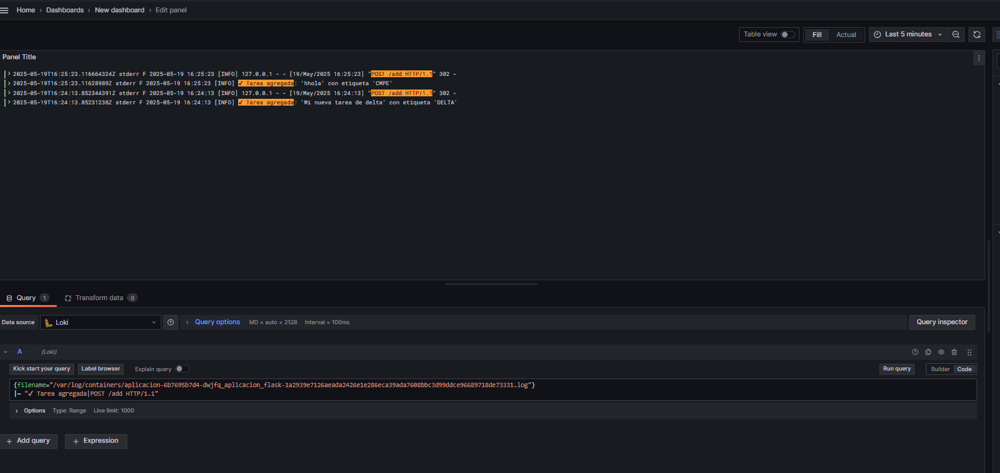 Home › Dashboards › New dashboard › Edit panel
Table view Fill Actual Last 5 minutes
Panel Title
2025-05-19T16:25:23.116664324Z stderr F 2025-05-19 16:25:23 [INFO] 127.0.0.1 - - [19/May/2025 16:25:23] "POST /add HTTP/1.1" 302 -
2025-05-19T16:25:23.11628989Z stderr F 2025-05-19 16:25:23 [INFO] ✓ Tarea agregada: 'hhola' con etiqueta 'CMPE'
2025-05-19T16:24:13.852344391Z stderr F 2025-05-19 16:24:13 [INFO] 127.0.0.1 - - [19/May/2025 16:24:13] "POST /add HTTP/1.1" 302 -
2025-05-19T16:24:13.85231238Z stderr F 2025-05-19 16:24:13 [INFO] ✓ Tarea agregada: 'Mi nueva tarea de delta' con etiqueta 'DELTA'
Query 1 Transform data 0
Data source Loki › Query options MD = auto = 2128 Interval = 100ms Query inspector
A (Loki)
Kick start your query Label browser Explain query Run query Builder Code
{filename="/var/log/containers/aplicacion-6b7695b7d4-dwjfq_aplicacion_flask-1a2939e7126aeada2426e1e286eca39ada7608bbc3d99ddce96689718de73331.log"}
|~ "✓ Tarea agregada|POST /add HTTP/1.1"
› Options Type: Range Line limit: 1000
+ Add query + Expression